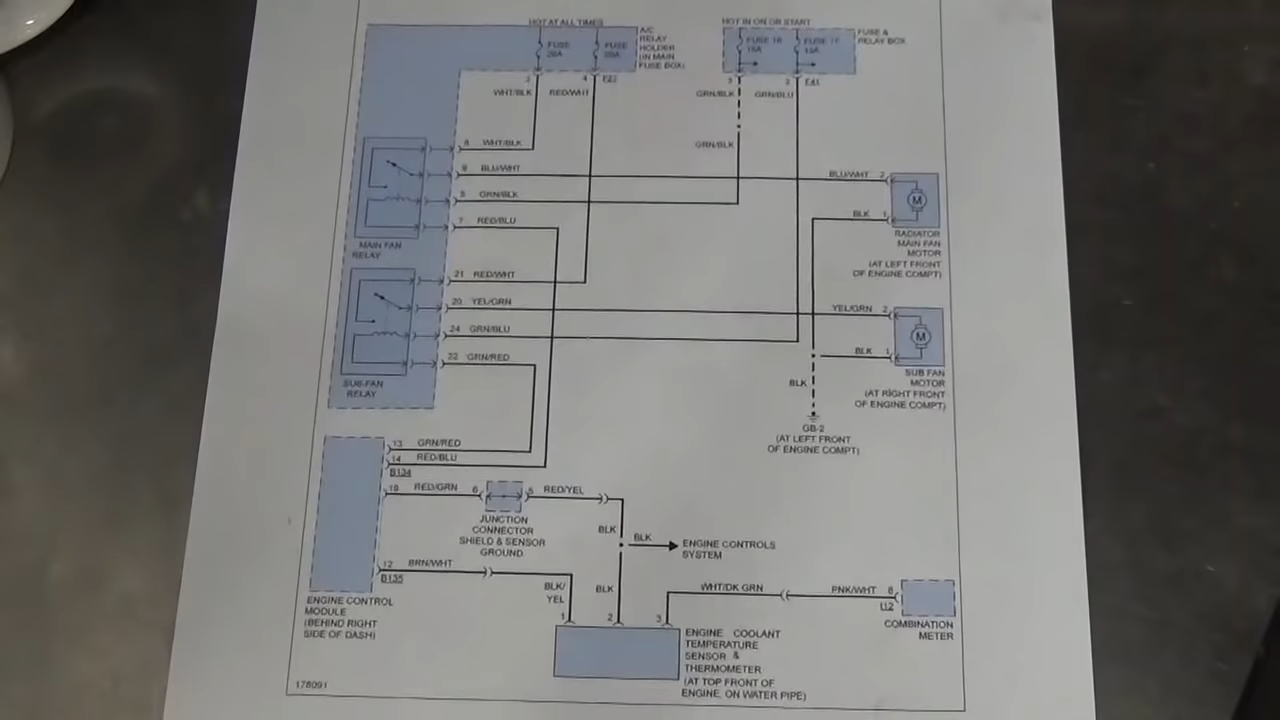 HOT AT ALL TIMES
HOT IN ON OR START
FUSE
20A
FUSE
20A
A/C
RELAY
HOLDER
(IN MAIN
FUSE BOX)
FUSE 18
15A
FUSE 17
15A
FUSE &
RELAY BOX
3
4
F27
WHT/BLK
RED/WHT
3
2
F41
GRN/BLK
GRN/BLU
GRN/BLK
8 WHT/BLK
9 BLU/WHT
5 GRN/BLK
7 RED/BLU
MAIN FAN
RELAY
BLU/WHT 2
BLK 1
M
RADIATOR
MAIN FAN
MOTOR
(AT LEFT FRONT
OF ENGINE COMPT)
21 RED/WHT
20 YEL/GRN
24 GRN/BLU
22 GRN/RED
SUB-FAN
RELAY
YEL/GRN 2
BLK 1
M
SUB FAN
MOTOR
(AT RIGHT FRONT
OF ENGINE COMPT)
BLK
GB-2
(AT LEFT FRONT
OF ENGINE COMPT)
13 GRN/RED
14 RED/BLU
B134
19 RED/GRN 6
5 RED/YEL
JUNCTION
CONNECTOR
SHIELD & SENSOR
GROUND
BLK
BLK
ENGINE CONTROLS
SYSTEM
12 BRN/WHT
B135
BLK/
YEL
BLK
WHT/DK GRN
PNK/WHT 8
I12
COMBINATION
METER
ENGINE CONTROL
MODULE
(BEHIND RIGHT
SIDE OF DASH)
1
2
3
ENGINE COOLANT
TEMPERATURE
SENSOR &
THERMOMETER
(AT TOP FRONT OF
ENGINE, ON WATER PIPE)
178091